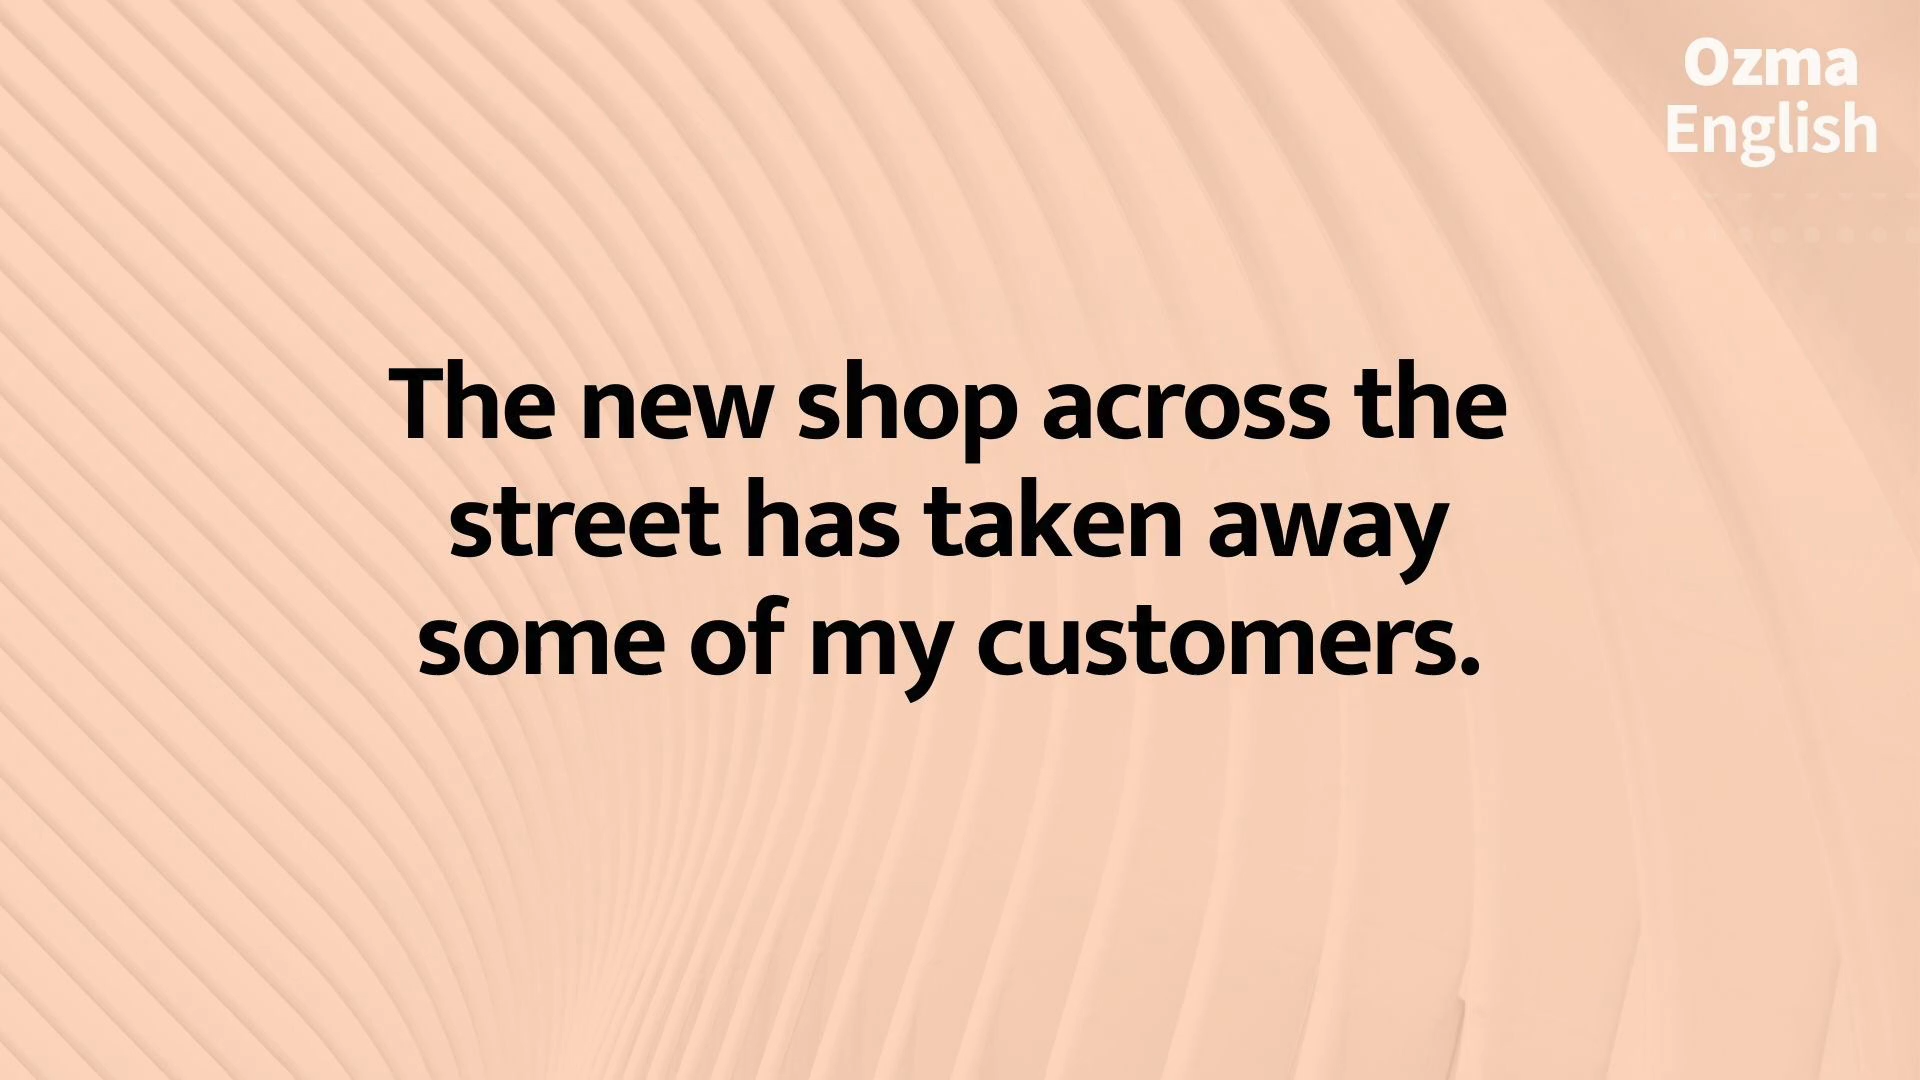 Ozma
English
The new shop across the
street has taken away
some of my customers.